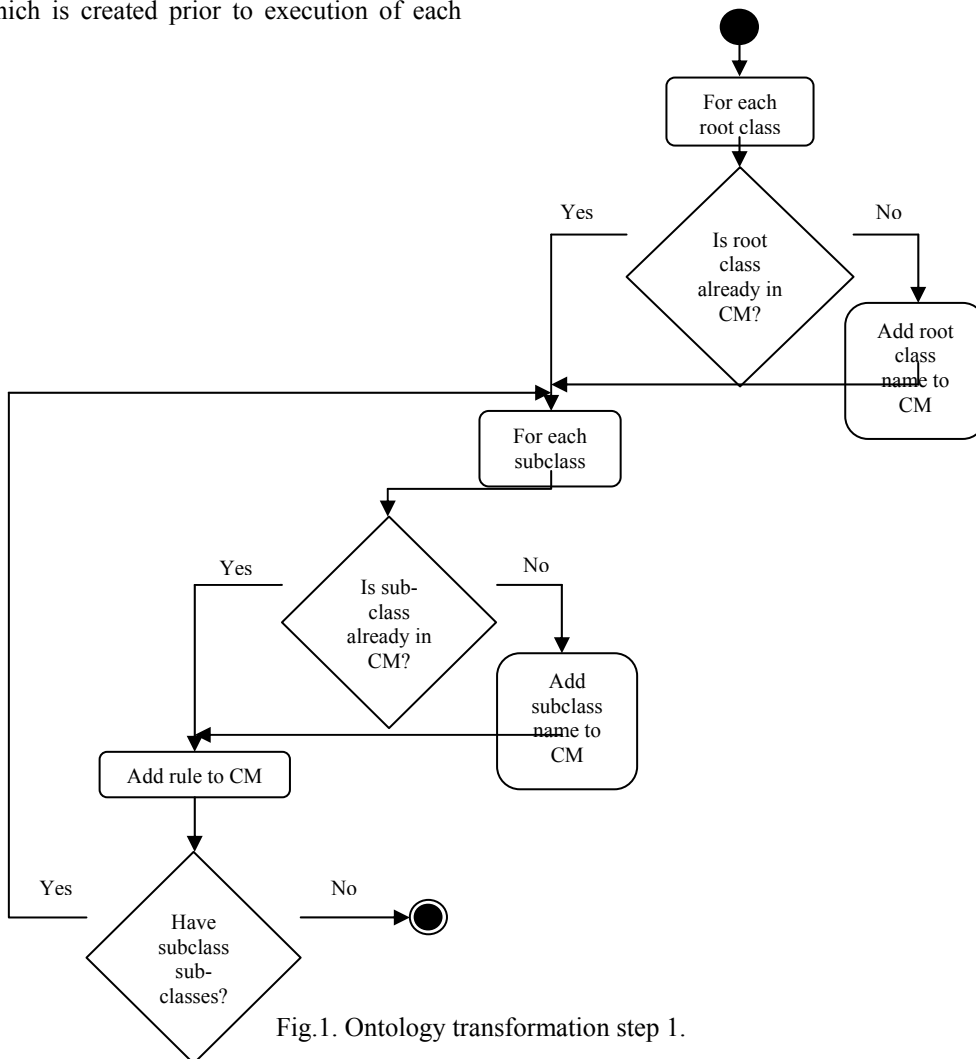 hich is created prior to execution of each
For each
root class
Yes
No
Is root
class
already in
CM?
Add root
class
name to
CM
For each
subclass
Yes
No
Is sub-
class
already in
CM?
Add
subclass
name to
CM
Add rule to CM
Yes
No
Have
subclass
sub-
classes?
Fig.1. Ontology transformation step 1.